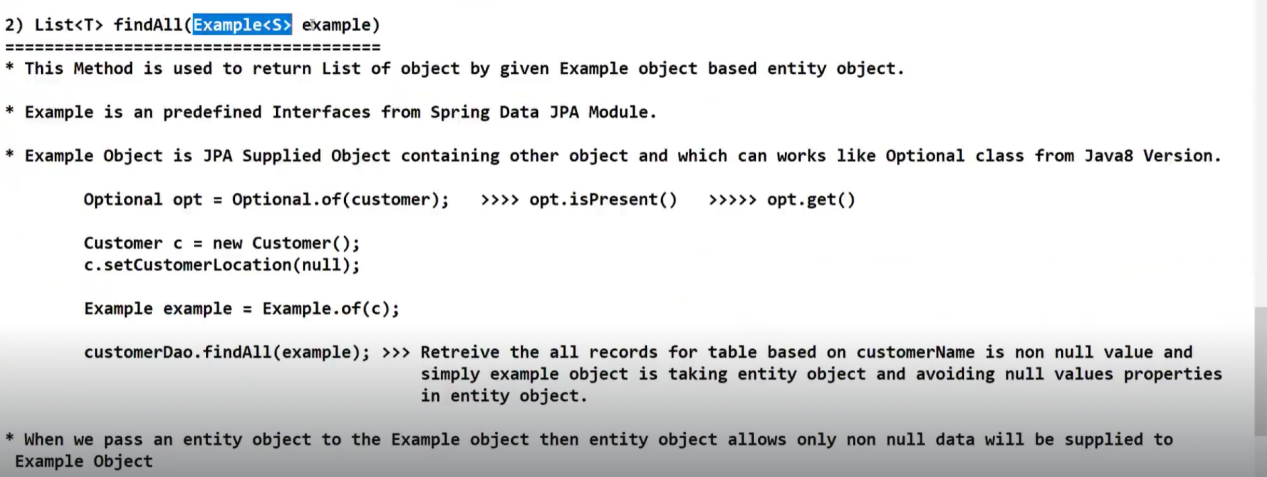 2) List<T> findAll(Example<S> example)
======================================
* This Method is used to return List of object by given Example object based entity object.
* Example is an predefined Interfaces from Spring Data JPA Module.
* Example Object is JPA Supplied Object containing other object and which can works like Optional class from Java8 Version.
Optional opt = Optional.of(customer);   >>>> opt.isPresent()   >>>>> opt.get()
Customer c = new Customer();
c.setCustomerLocation(null);
Example example = Example.of(c);
customerDao.findAll(example); >>> Retreive the all records for table based on customerName is non null value and
simply example object is taking entity object and avoiding null values properties
in entity object.
* When we pass an entity object to the Example object then entity object allows only non null data will be supplied to
Example Object